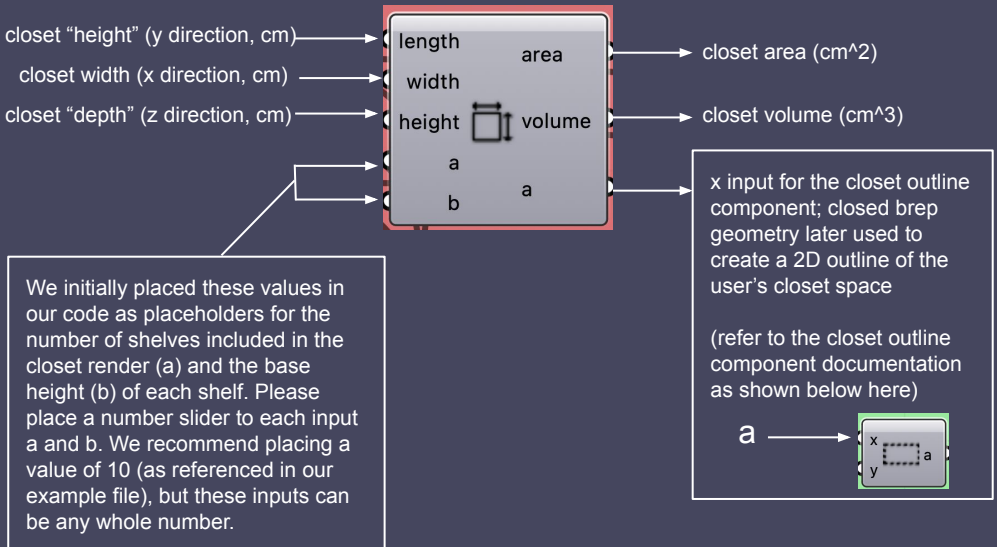 closet “height” (y direction, cm)
closet width (x direction, cm)
closet “depth” (z direction, cm)
length
width
height
a
b
area
volume
a
closet area (cm^2)
closet volume (cm^3)
x input for the closet outline
component; closed brep
geometry later used to
create a 2D outline of the
user’s closet space
(refer to the closet outline
component documentation
as shown below here)
a
x
y
a
We initially placed these values in
our code as placeholders for the
number of shelves included in the
closet render (a) and the base
height (b) of each shelf. Please
place a number slider to each input
a and b. We recommend placing a
value of 10 (as referenced in our
example file), but these inputs can
be any whole number.